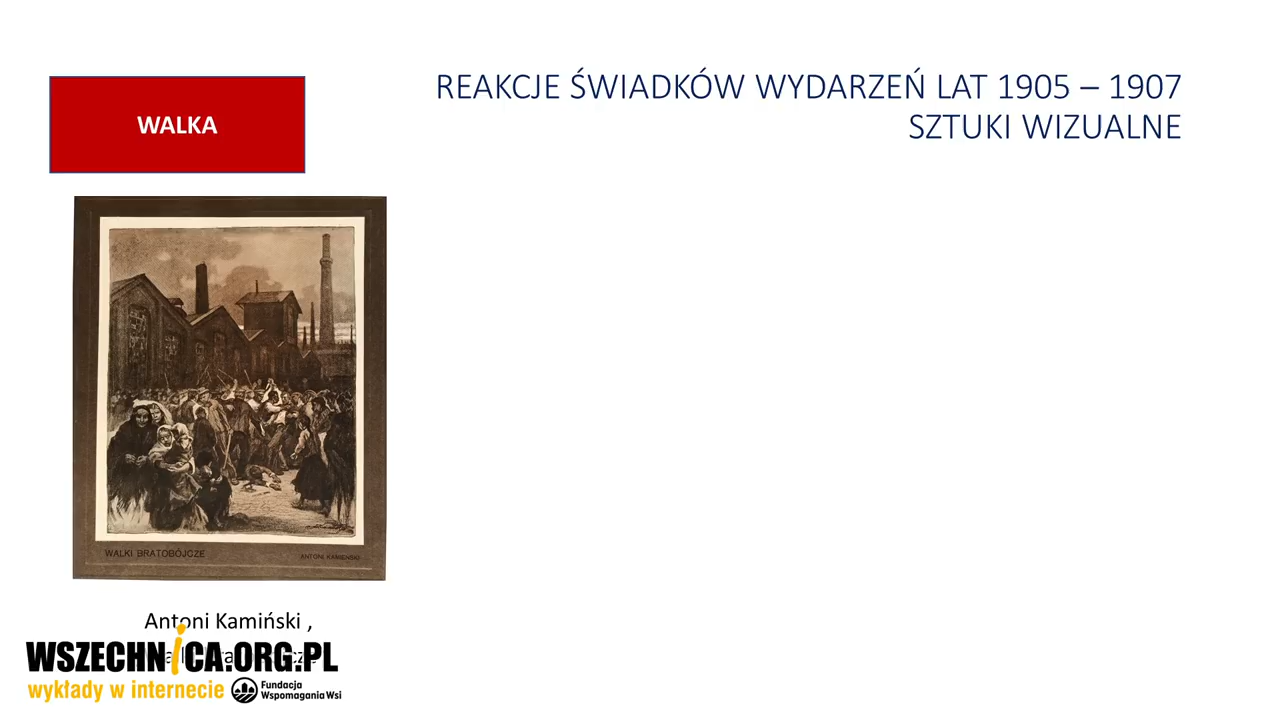 REAKCJE ŚWIADKÓW WYDARZEŃ LAT 1905 – 1907
SZTUKI WIZUALNE
WALKA
WALKI BRATOBÓJCZE
ANTONI KAMIEŃSKI
Antoni Kamiński ,
WSZECHNiCA.ORG.PL
wykłady w internecie
Fundacja
Wspomagania Wsi